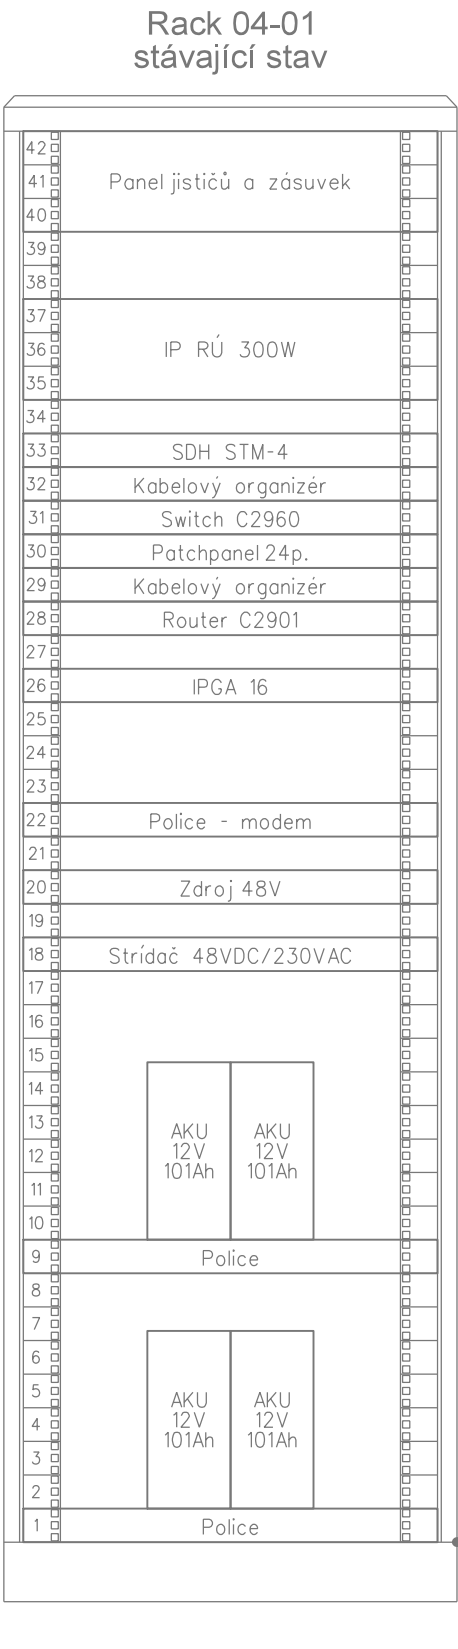 Rack 04-01
stávající stav
42
41 Panel jističů a zásuvek
40
39
38
37
36 IP RÚ 300W
35
34
33 SDH STM-4
32 Kabelový organizér
31 Switch C2960
30 Patchpanel 24p.
29 Kabelový organizér
28 Router C2901
27
26 IPGA 16
25
24
23
22 Police - modem
21
20 Zdroj 48V
19
18 Strídač 48VDC/230VAC
17
16
15
14
13 AKU AKU
12V 12V
12
101Ah 101Ah
11
10
9 Police
8
7
6
5 AKU AKU
12V 12V
4
101Ah 101Ah
3
2
1 Police